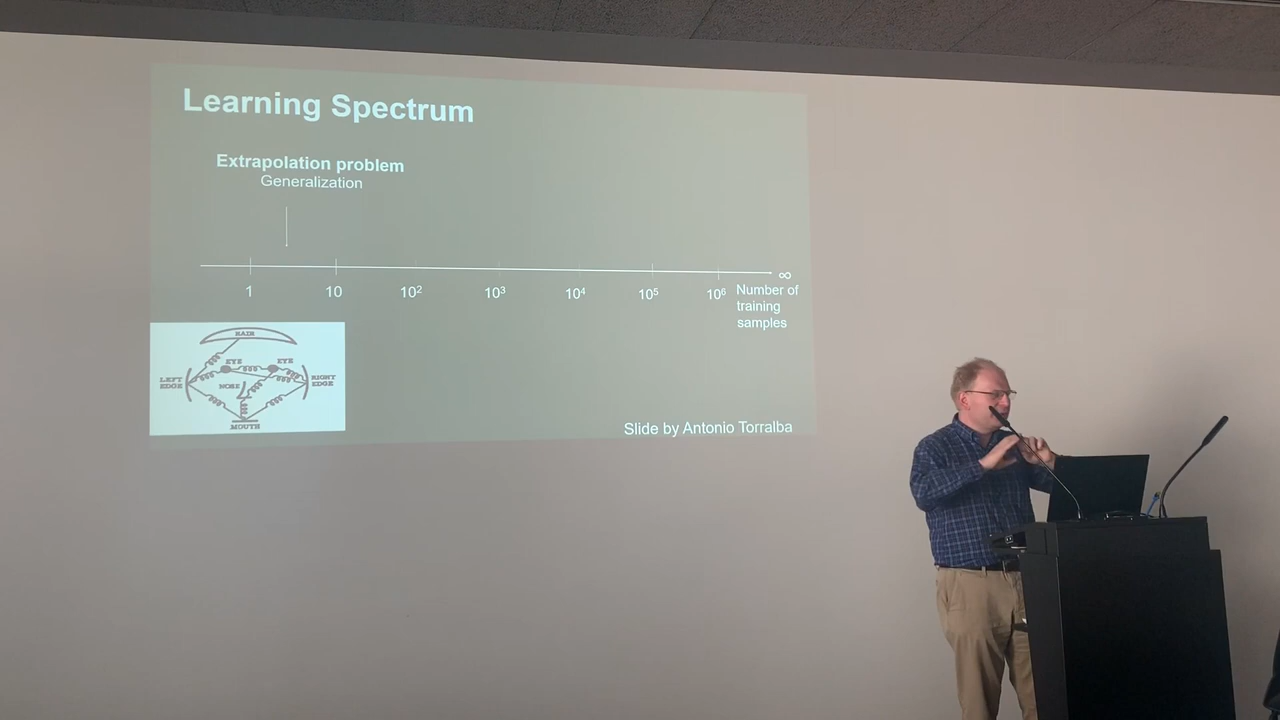 Learning Spectrum
Extrapolation problem
Generalization
∞
1 10 10² 10³ 10⁴ 10⁵ 10⁶
Number of
training
samples
HAIR
EYE EYE
LEFT
EDGE
NOSE
RIGHT
EDGE
MOUTH
Slide by Antonio Torralba